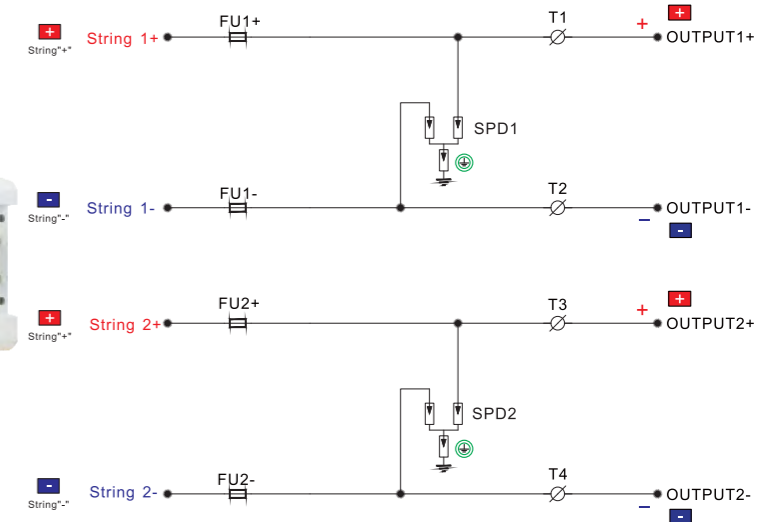 FU1+
T1
+
+
String"+"
String 1+
OUTPUT1+
SPD1
-
String"-"
String 1-
FU1-
T2
OUTPUT1-
-
-
+
String"+"
String 2+
FU2+
T3
+
+
OUTPUT2+
SPD2
-
String"-"
String 2-
FU2-
T4
OUTPUT2-
-
-